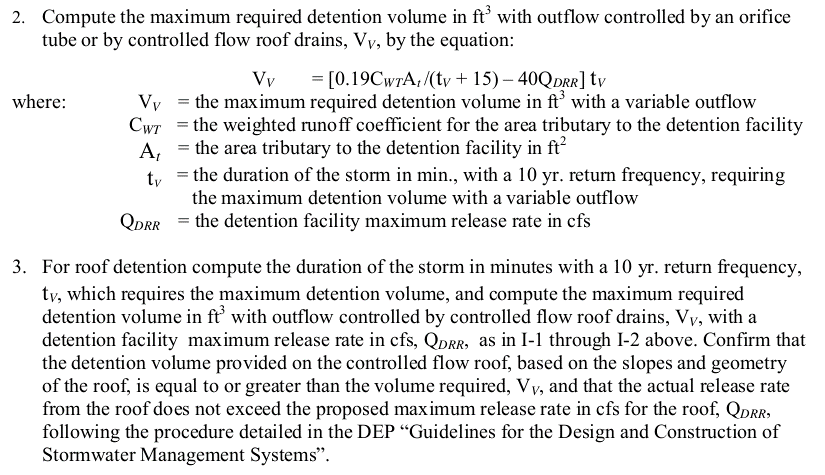 2. Compute the maximum required detention volume in ft³ with outflow controlled by an orifice
tube or by controlled flow roof drains, V_V, by the equation:
V_V = [0.19C_WT A_t /(t_V + 15) – 40Q_DRR] t_V
where: V_V = the maximum required detention volume in ft³ with a variable outflow
C_WT = the weighted runoff coefficient for the area tributary to the detention facility
A_t = the area tributary to the detention facility in ft²
t_V = the duration of the storm in min., with a 10 yr. return frequency, requiring
the maximum detention volume with a variable outflow
Q_DRR = the detention facility maximum release rate in cfs
3. For roof detention compute the duration of the storm in minutes with a 10 yr. return frequency,
t_V, which requires the maximum detention volume, and compute the maximum required
detention volume in ft³ with outflow controlled by controlled flow roof drains, V_V, with a
detention facility maximum release rate in cfs, Q_DRR, as in I-1 through I-2 above. Confirm that
the detention volume provided on the controlled flow roof, based on the slopes and geometry
of the roof, is equal to or greater than the volume required, V_V, and that the actual release rate
from the roof does not exceed the proposed maximum release rate in cfs for the roof, Q_DRR,
following the procedure detailed in the DEP “Guidelines for the Design and Construction of
Stormwater Management Systems”.